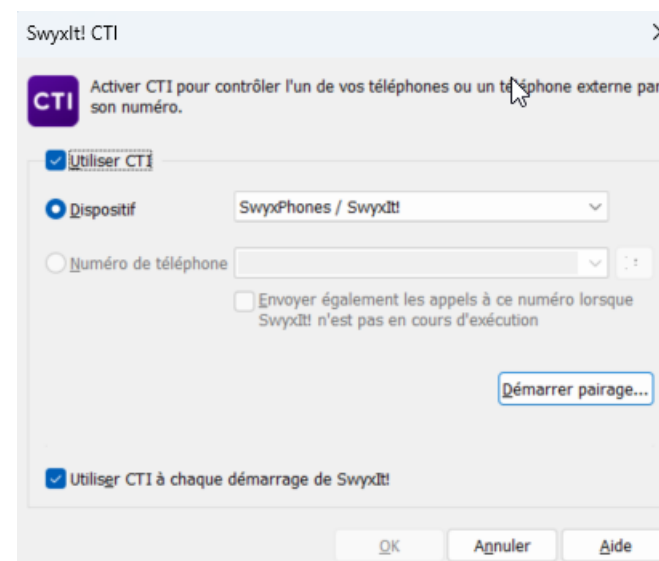 SwyxIt! CTI
CTI
Activer CTI pour contrôler l'un de vos téléphones ou un téléphone externe par
son numéro.
Utiliser CTI
Dispositif
SwyxPhones / SwyxIt!
Numéro de téléphone
Envoyer également les appels à ce numéro lorsque
SwyxIt! n'est pas en cours d'exécution
Démarrer pairage...
Utiliser CTI à chaque démarrage de SwyxIt!
OK Annuler Aide